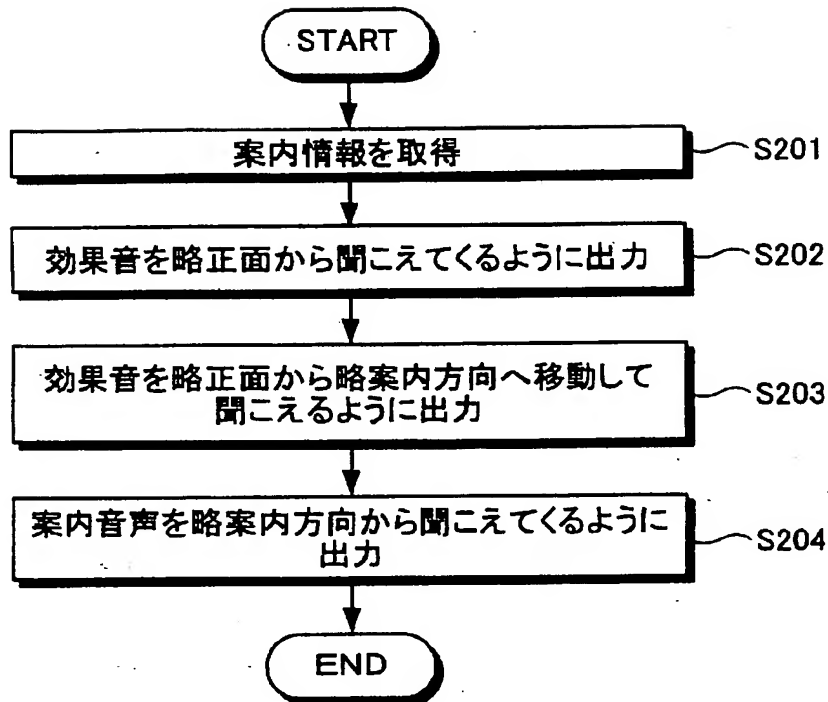 START
案内情報を取得
S201
効果音を略正面から聞こえてくるように出力
S202
効果音を略正面から略案内方向へ移動して
聞こえるように出力
S203
案内音声を略案内方向から聞こえてくるように
出力
S204
END